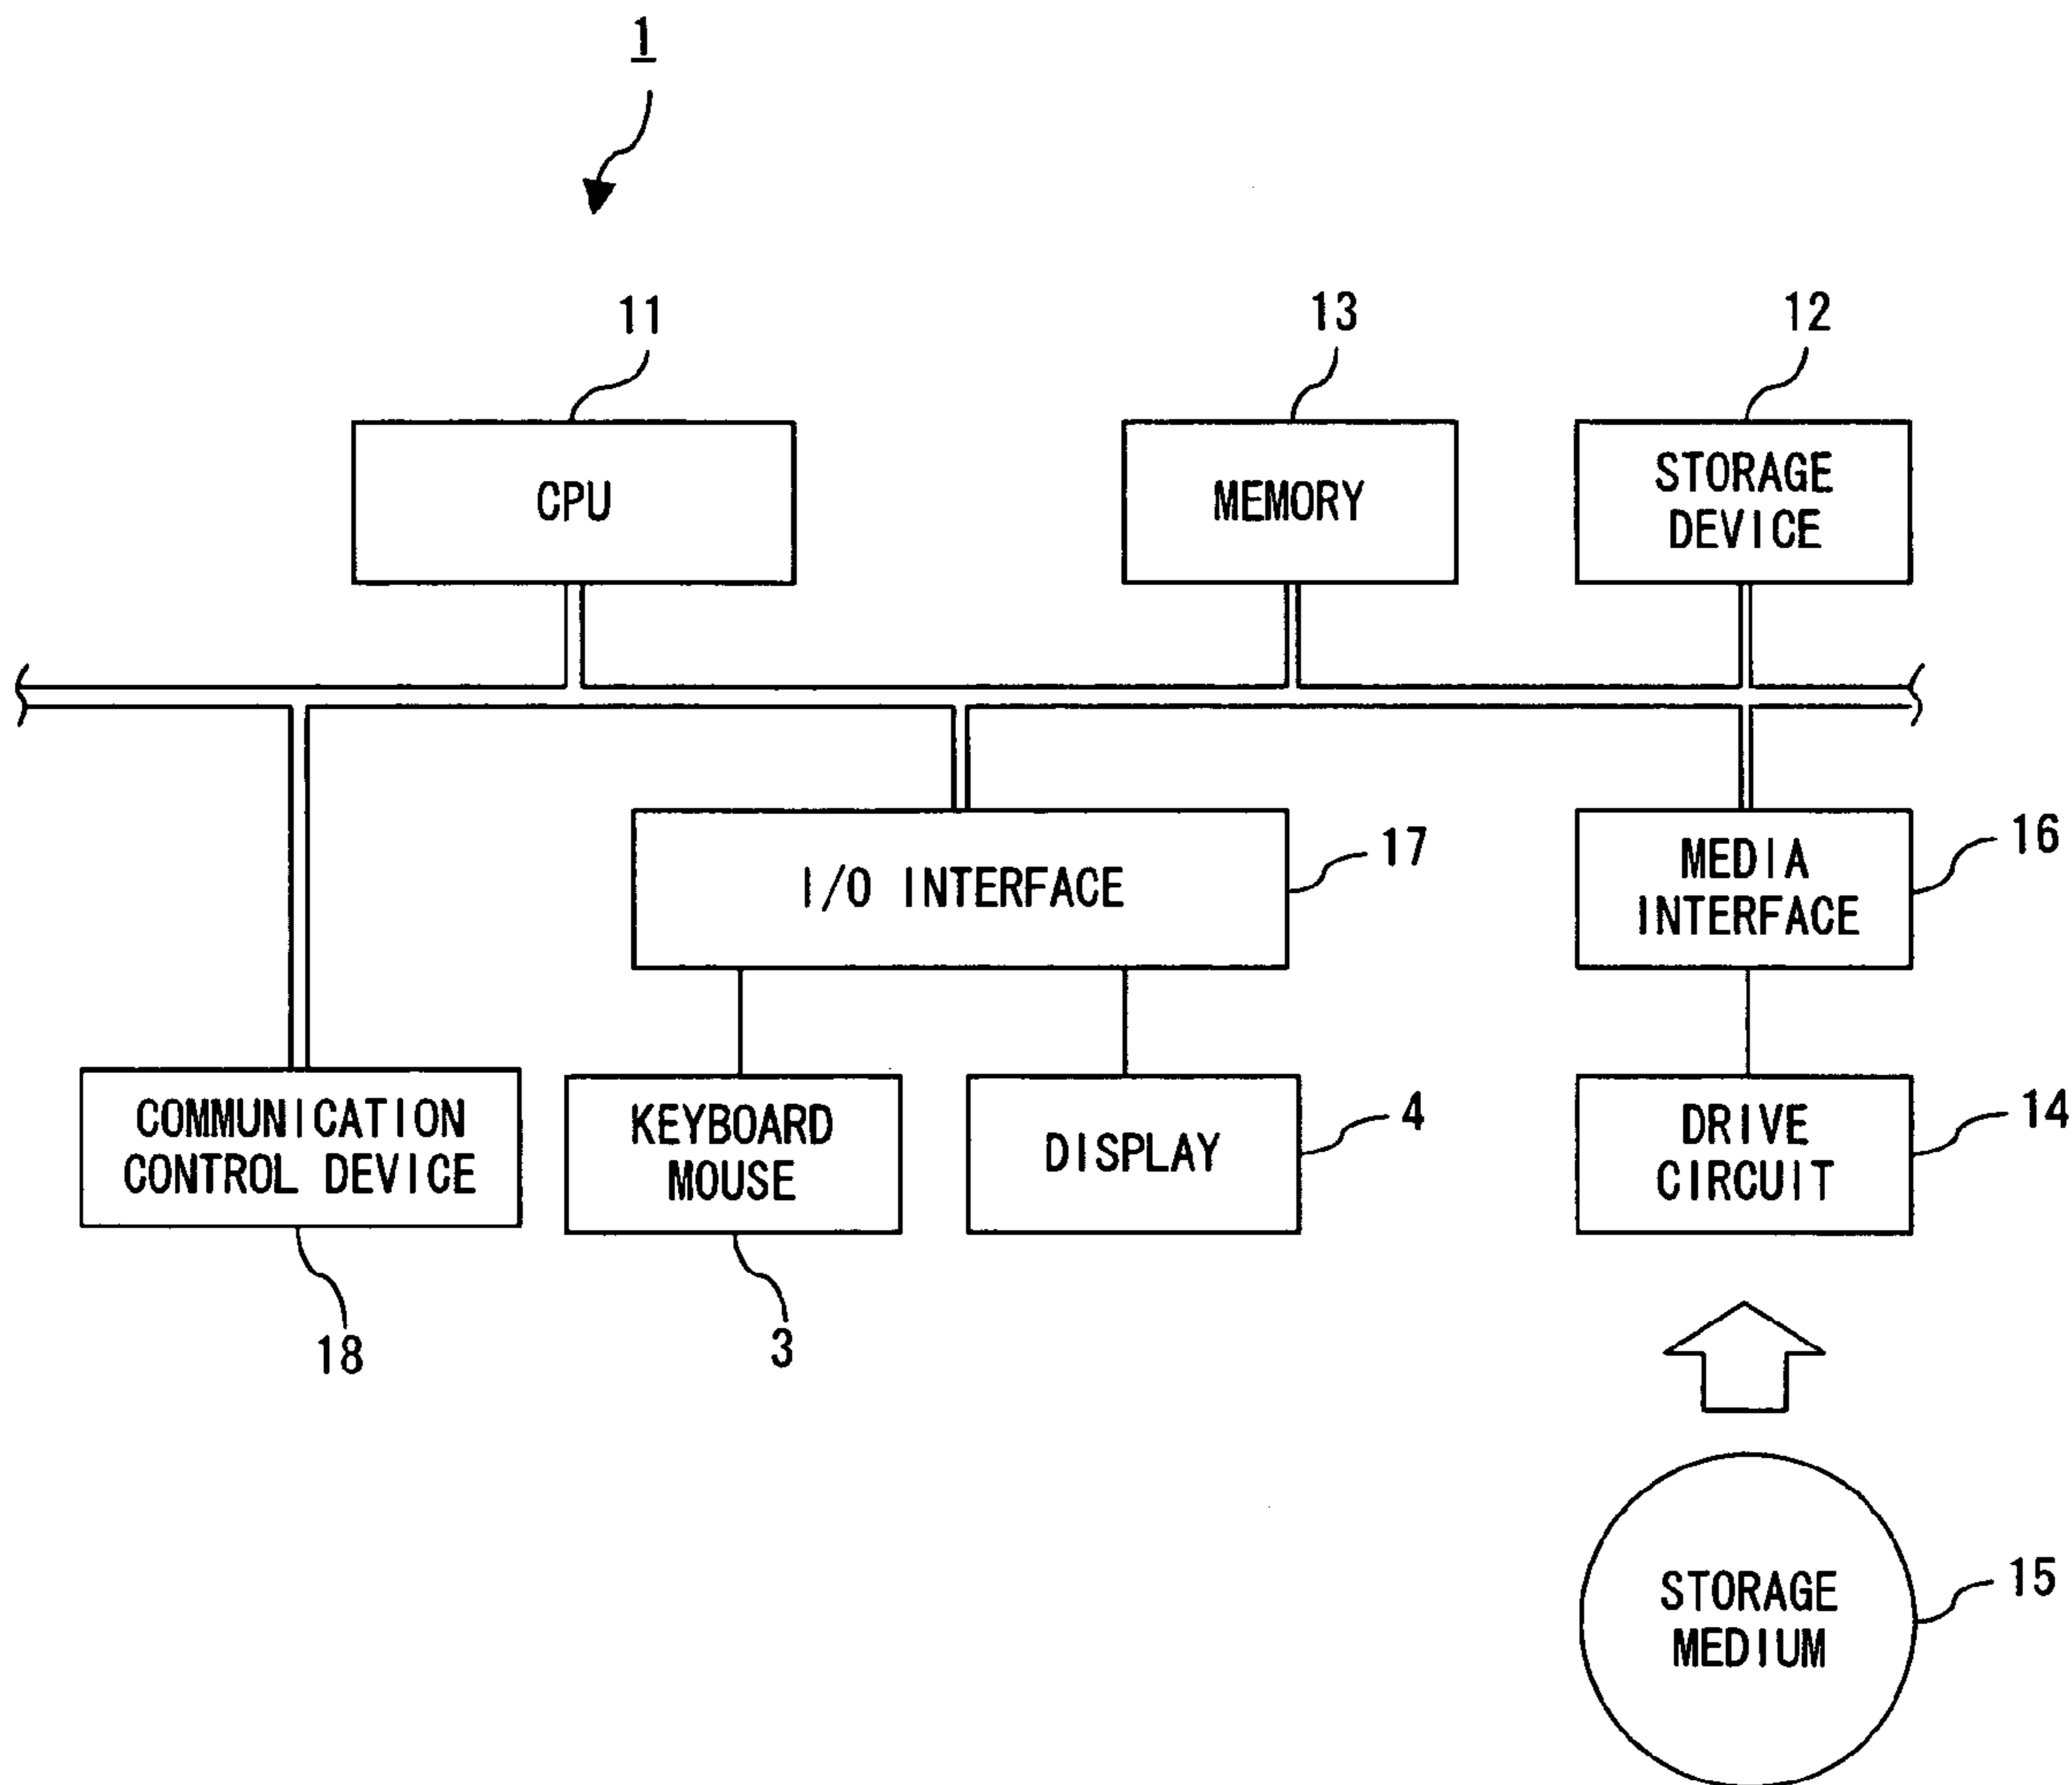 1
11
13
12
CPU
MEMORY
STORAGE
DEVICE
I/O INTERFACE
17
MEDIA
INTERFACE
16
COMMUNICATION
CONTROL DEVICE
KEYBOARD
MOUSE
DISPLAY
4
DRIVE
CIRCUIT
14
18
3
STORAGE
MEDIUM
15